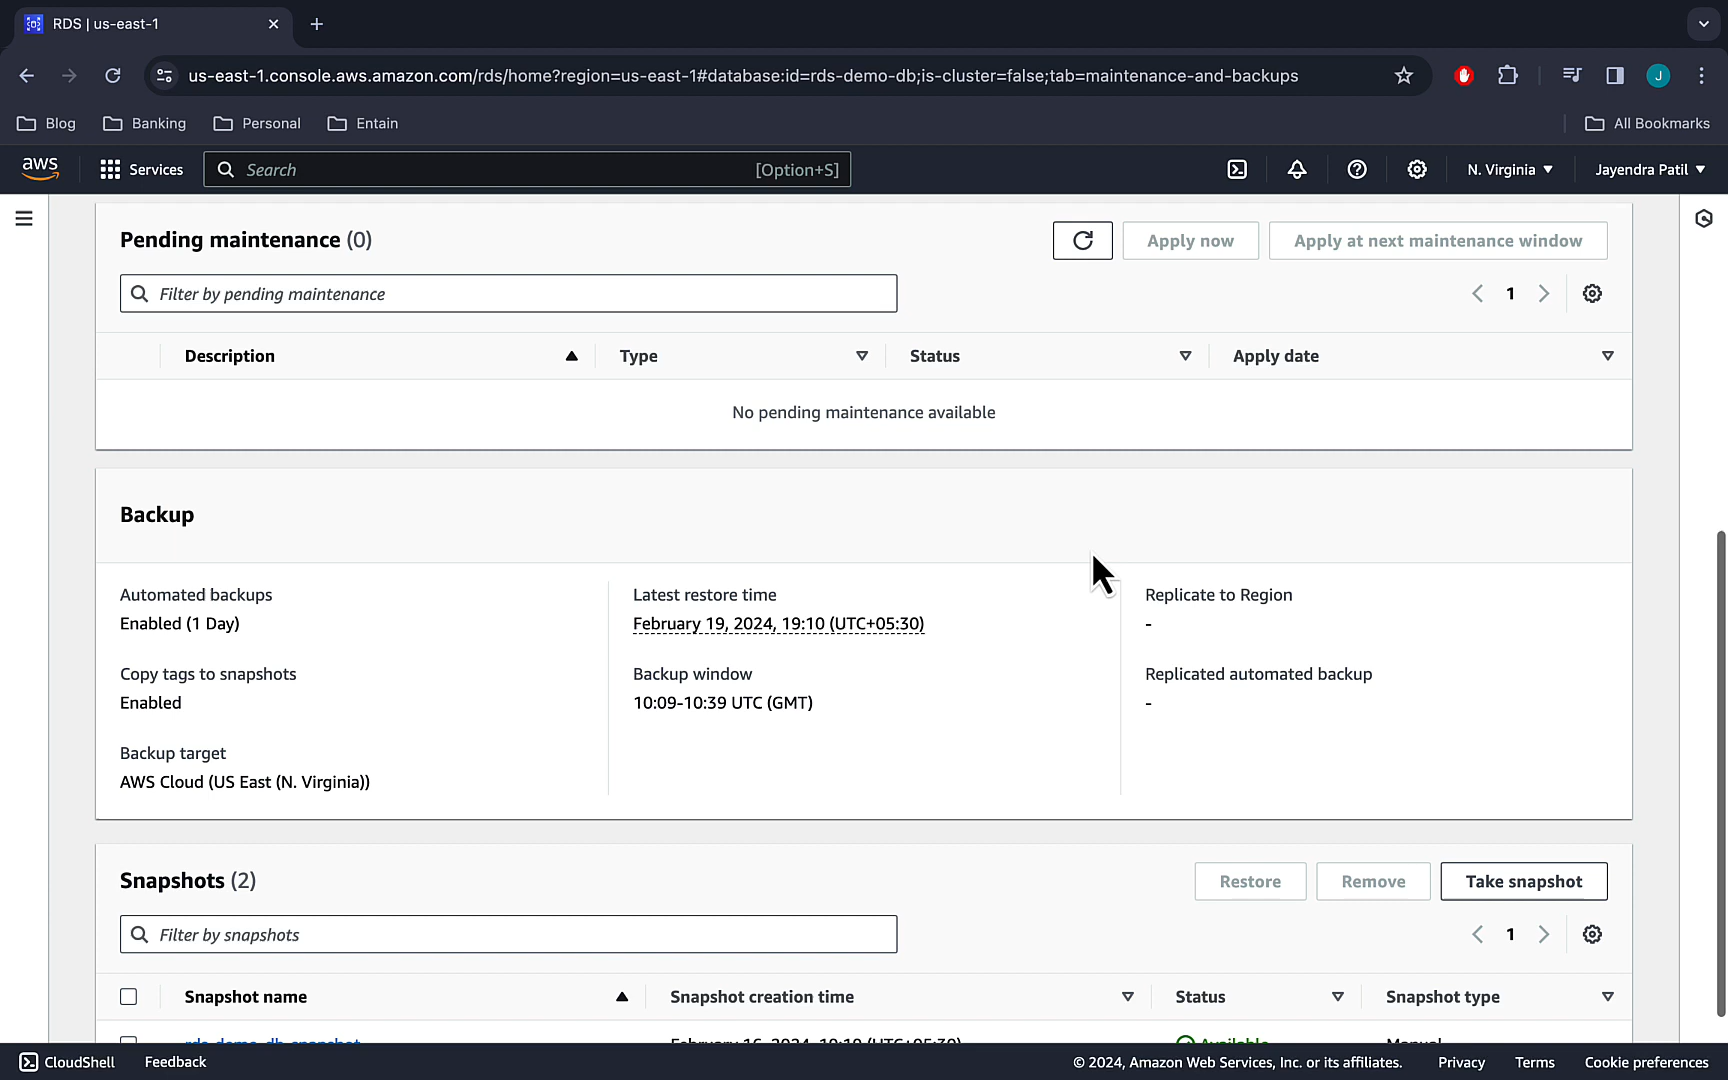 RDS | us-east-1
us-east-1.console.aws.amazon.com/rds/home?region=us-east-1#database:id=rds-demo-db;is-cluster=false;tab=maintenance-and-backups
J
Blog Banking Personal Entain All Bookmarks
aws Services Search [Option+S] N. Virginia Jayendra Patil
Pending maintenance (0) Apply now Apply at next maintenance window
Filter by pending maintenance 1
Description Type Status Apply date
No pending maintenance available
Backup
Automated backups Latest restore time Replicate to Region
Enabled (1 Day) February 19, 2024, 19:10 (UTC+05:30) -
Copy tags to snapshots Backup window Replicated automated backup
Enabled 10:09-10:39 UTC (GMT) -
Backup target
AWS Cloud (US East (N. Virginia))
Snapshots (2) Restore Remove Take snapshot
Filter by snapshots 1
Snapshot name Snapshot creation time Status Snapshot type
rds-demo-db-snapshot Available Manual
CloudShell Feedback © 2024, Amazon Web Services, Inc. or its affiliates. Privacy Terms Cookie preferences